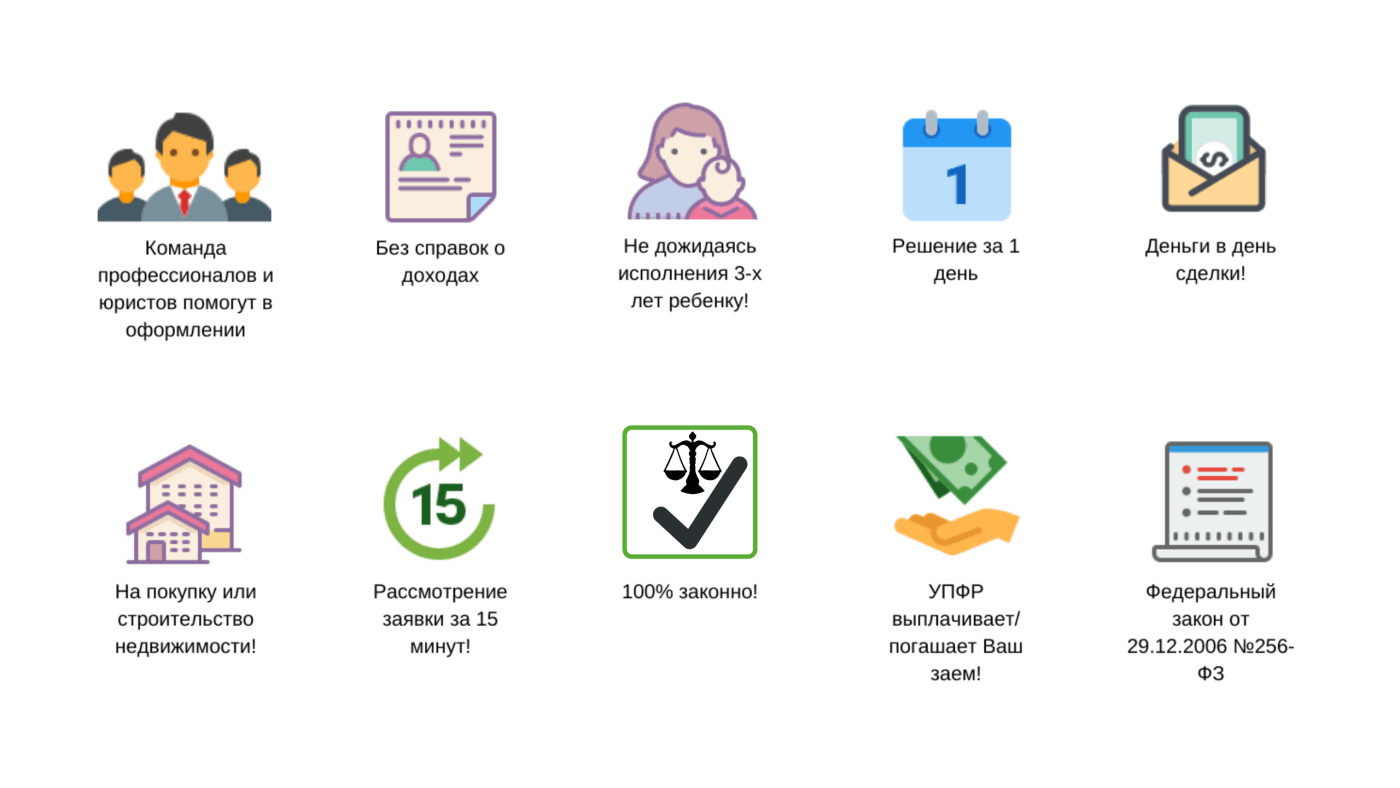 Команда
профессионалов и
юристов помогут в
оформлении
Без справок о
доходах
Не дожидаясь
исполнения 3-х
лет ребенку!
1
Решение за 1
день
$
Деньги в день
сделки!
На покупку или
строительство
недвижимости!
15
Рассмотрение
заявки за 15
минут!
100% законно!
УПФР
выплачивает/
погашает Ваш
заем!
Федеральный
закон от
29.12.2006 №256-
ФЗ